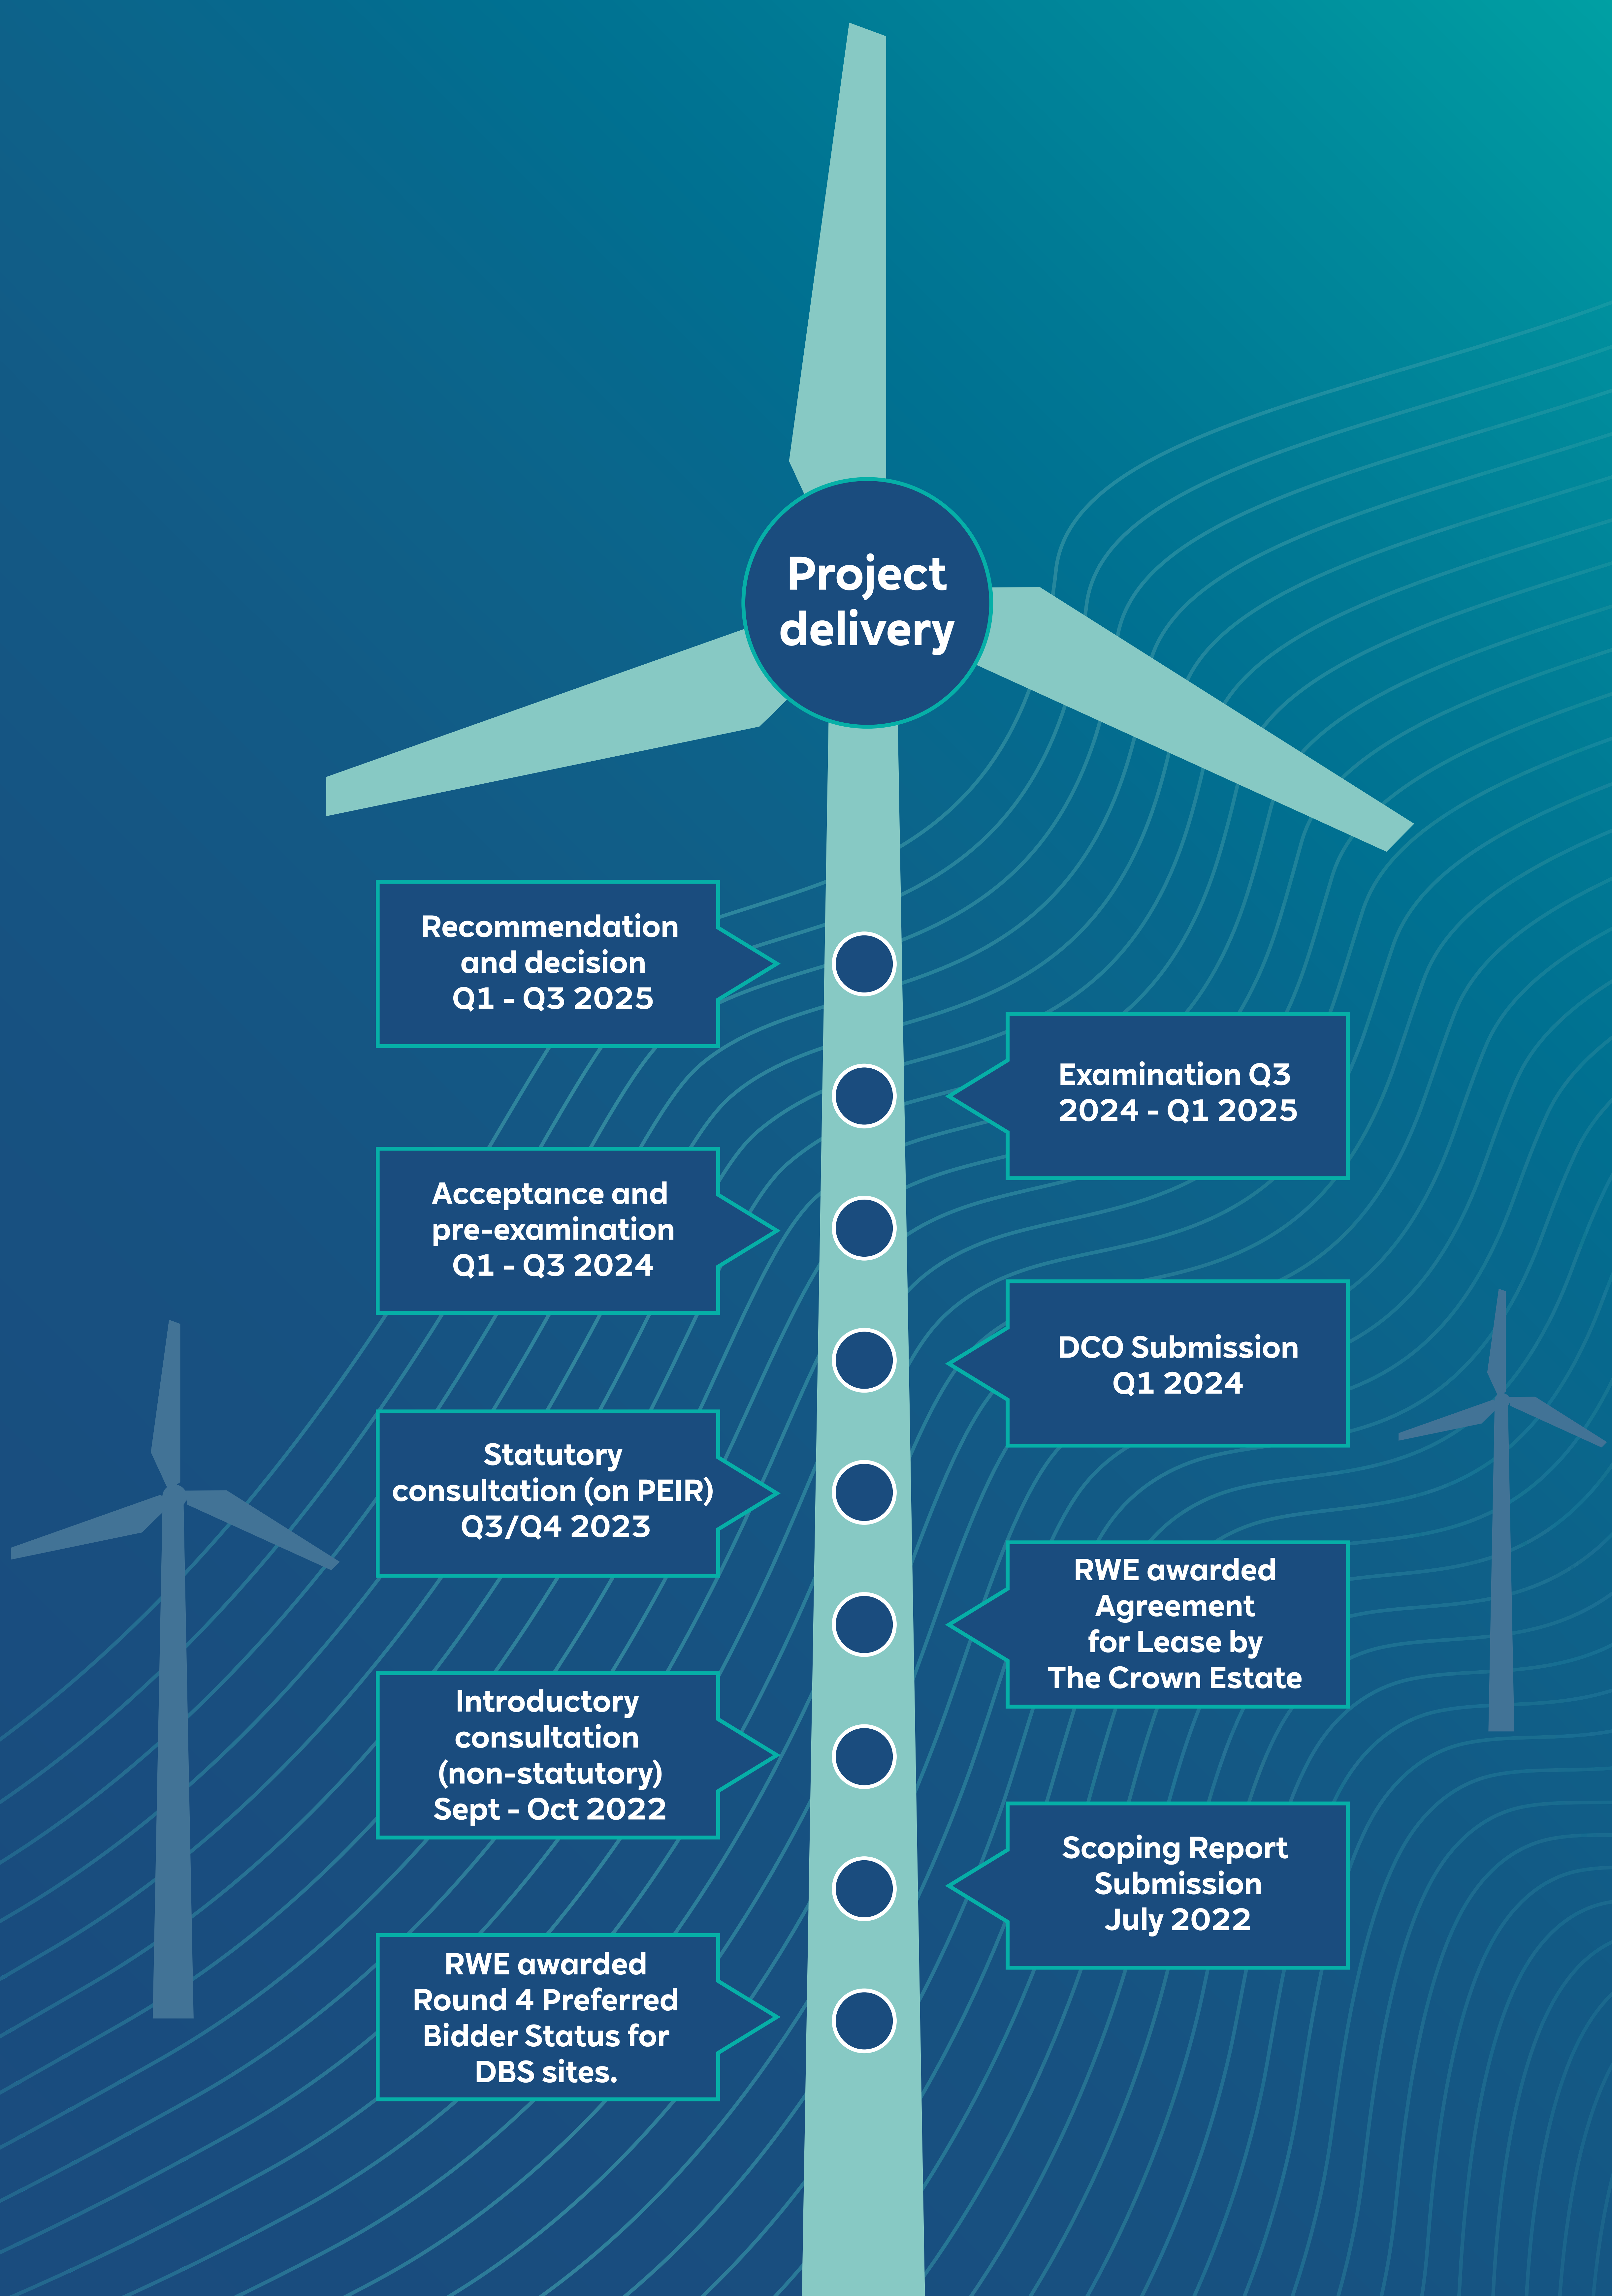 Project
delivery
Recommendation
and decision
Q1 - Q3 2025
Examination Q3
2024 - Q1 2025
Acceptance and
pre-examination
Q1 - Q3 2024
DCO Submission
Q1 2024
Statutory
consultation (on PEIR)
Q3/Q4 2023
RWE awarded
Agreement
for Lease by
The Crown Estate
Introductory
consultation
(non-statutory)
Sept - Oct 2022
Scoping Report
Submission
July 2022
RWE awarded
Round 4 Preferred
Bidder Status for
DBS sites.